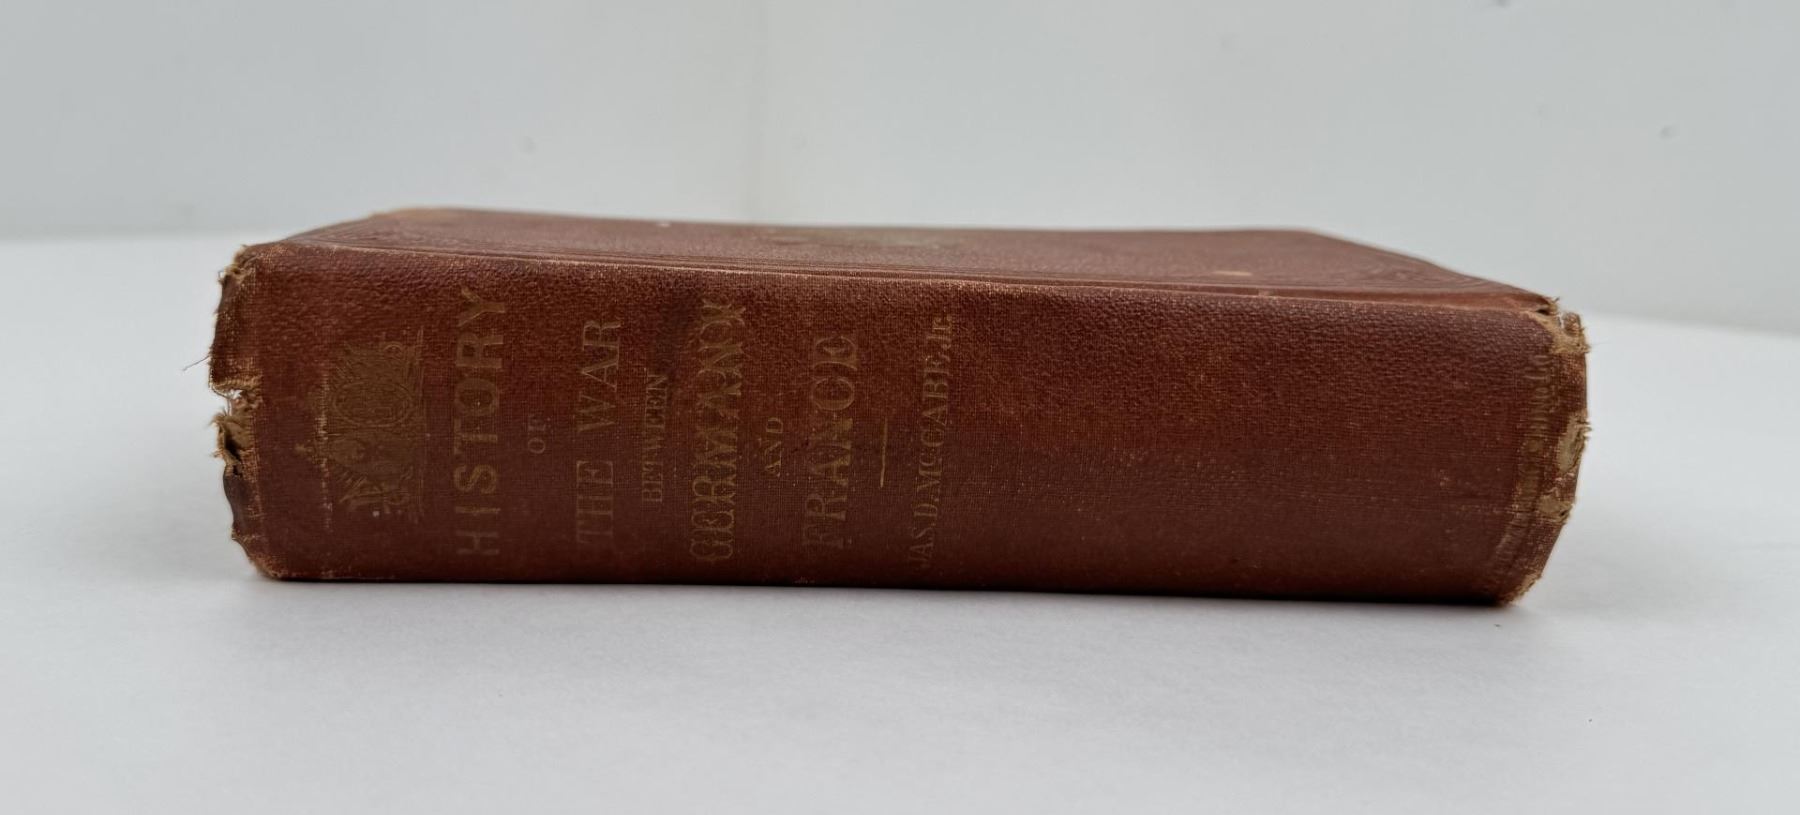 HISTORY
OF
THE WAR
BETWEEN
GERMANY
AND
FRANCE
JAS. D. McCABE Jr.